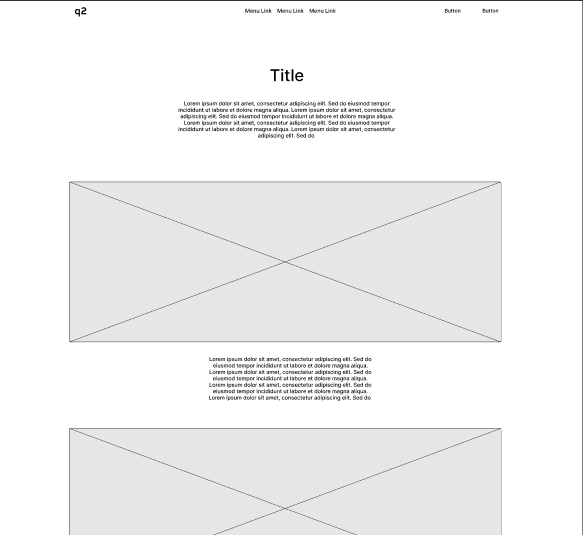 q2
Menu Link Menu Link Menu Link
Button Button
Title
Lorem ipsum dolor sit amet, consectetur adipiscing elit. Sed do eiusmod tempor
incididunt ut labore et dolore magna aliqua. Lorem ipsum dolor sit amet, consectetur
adipiscing elit. Sed do eiusmod tempor incididunt ut labore et dolore magna aliqua.
Lorem ipsum dolor sit amet, consectetur adipiscing elit. Sed do eiusmod tempor
incididunt ut labore et dolore magna aliqua. Lorem ipsum dolor sit amet, consectetur
adipiscing elit. Sed do
Lorem ipsum dolor sit amet, consectetur adipiscing elit. Sed do
eiusmod tempor incididunt ut labore et dolore magna aliqua.
Lorem ipsum dolor sit amet, consectetur adipiscing elit. Sed do
eiusmod tempor incididunt ut labore et dolore magna aliqua.
Lorem ipsum dolor sit amet, consectetur adipiscing elit. Sed do
eiusmod tempor incididunt ut labore et dolore magna aliqua.
Lorem ipsum dolor sit amet, consectetur adipiscing elit. Sed do